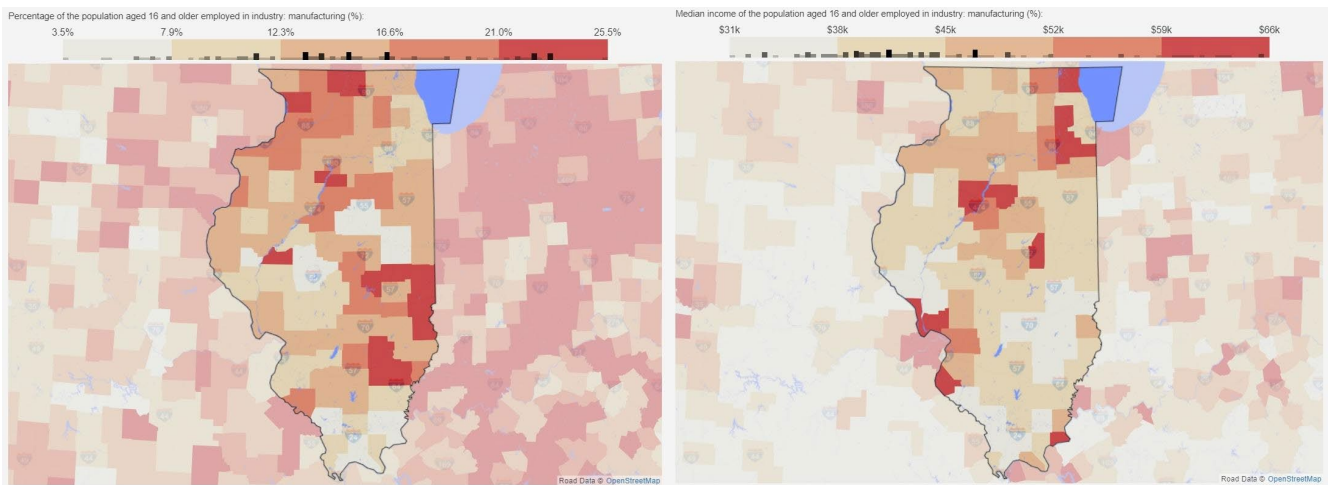 Percentage of the population aged 16 and older employed in industry: manufacturing (%):
3.5% 7.9% 12.3% 16.6% 21.0% 25.5%
Road Data © OpenStreetMap
Median income of the population aged 16 and older employed in industry: manufacturing (%):
$31k $38k $45k $52k $59k $66k
Road Data © OpenStreetMap